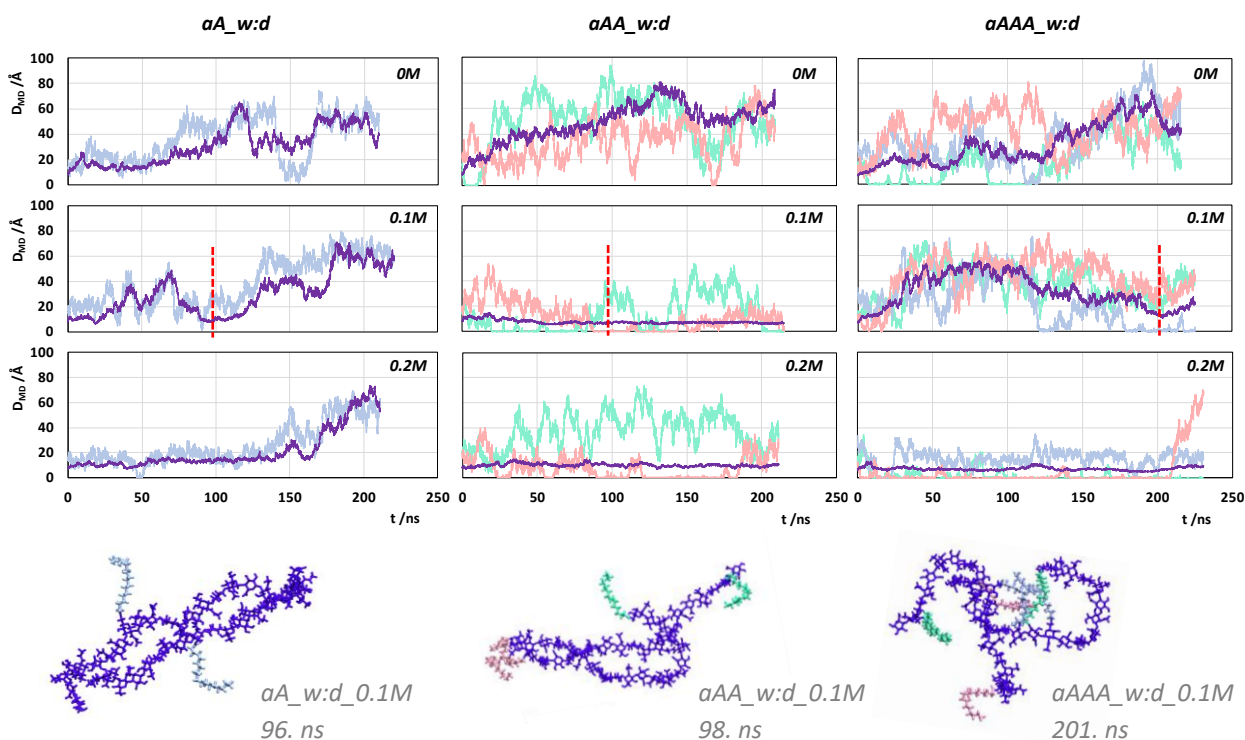 aA_w:d aAA_w:d aAAA_w:d
D_MD /Å 100 80 60 40 20 0 0M 0M 0M
D_MD /Å 100 80 60 40 20 0 0.1M 0.1M 0.1M
D_MD /Å 100 80 60 40 20 0 0.2M 0.2M 0.2M
0 50 100 150 200 250 0 50 100 150 200 250 0 50 100 150 200 250
t /ns t /ns t /ns
aA_w:d_0.1M aAA_w:d_0.1M aAAA_w:d_0.1M
96. ns 98. ns 201. ns